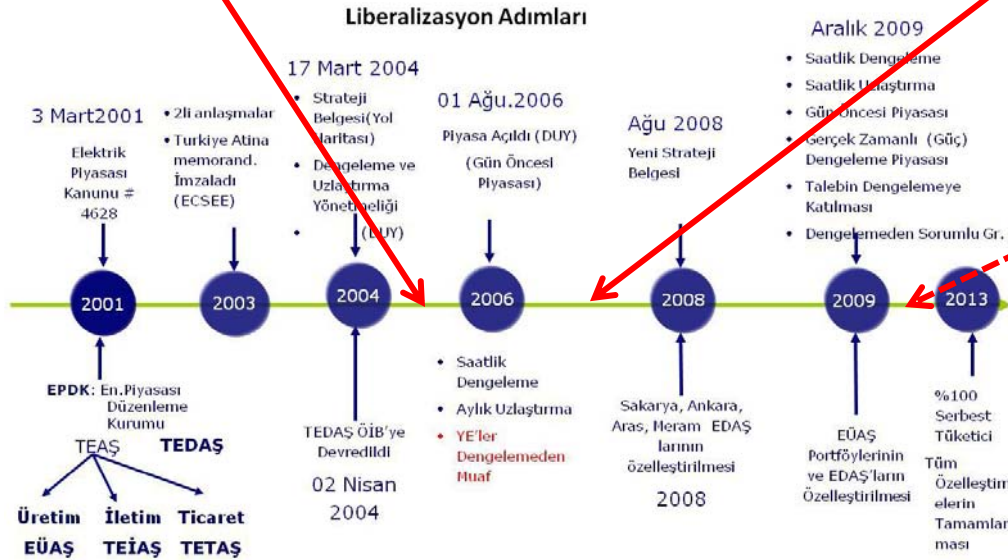 Liberalizasyon Adımları
3 Mart2001
Elektrik
Piyasası
Kanunu #
4628
• 2li anlaşmalar
• Turkiye Atina
memorand.
İmzaladı
(ECSEE)
17 Mart 2004
• Strateji
Belgesi(Yol
Haritası)
• Dengeleme ve
Uzlaştırma
Yönetmeliği
• (DUY)
01 Ağu.2006
Piyasa Açıldı (DUY)
(Gün Öncesi
Piyasası)
Ağu 2008
Yeni Strateji
Belgesi
Aralık 2009
• Saatlik Dengeleme
• Saatlik Uzlaştırma
• Gün Öncesi Piyasası
• Gerçek Zamanlı (Güç)
Dengeleme Piyasası
• Talebin Dengelemeye
Katılması
• Dengelemeden Sorumlu Gr.
2001
2003
2004
2006
2008
2009
2013
EPDK: En.Piyasası
Düzenleme
Kurumu
TEAŞ TEDAŞ
Üretim İletim Ticaret
EÜAŞ TEİAŞ TETAŞ
TEDAŞ ÖİB'ye
Devredildi
02 Nisan
2004
• Saatlik
Dengeleme
• Aylık Uzlaştırma
• YE'ler
Dengelemeden
Muaf
Sakarya, Ankara,
Aras, Meram EDAŞ
larının
özelleştirilmesi
2008
EÜAŞ
Portföylerinin
ve EDAŞ'ların
Özelleştirilmesi
%100
Serbest
Tüketici
Tüm
Özelleştim
elerin
Tamamlan
ması